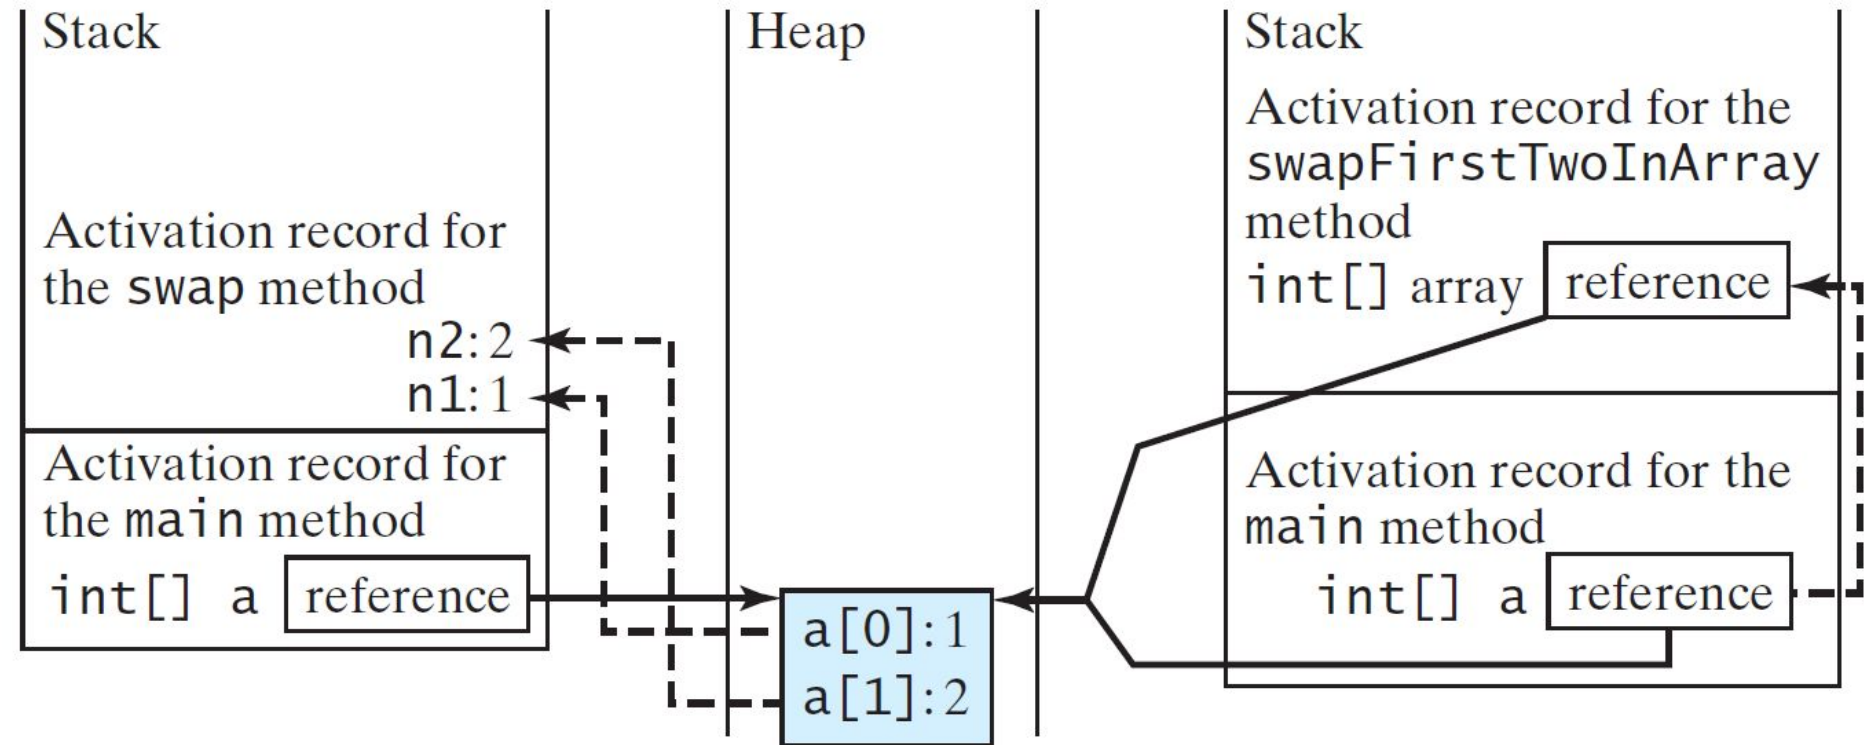 Stack
Activation record for
the swap method
n2: 2
n1: 1
Activation record for
the main method
int[] a reference
Heap
a[0]: 1
a[1]: 2
Stack
Activation record for the
swapFirstTwoInArray
method
int[] array reference
Activation record for the
main method
int[] a reference